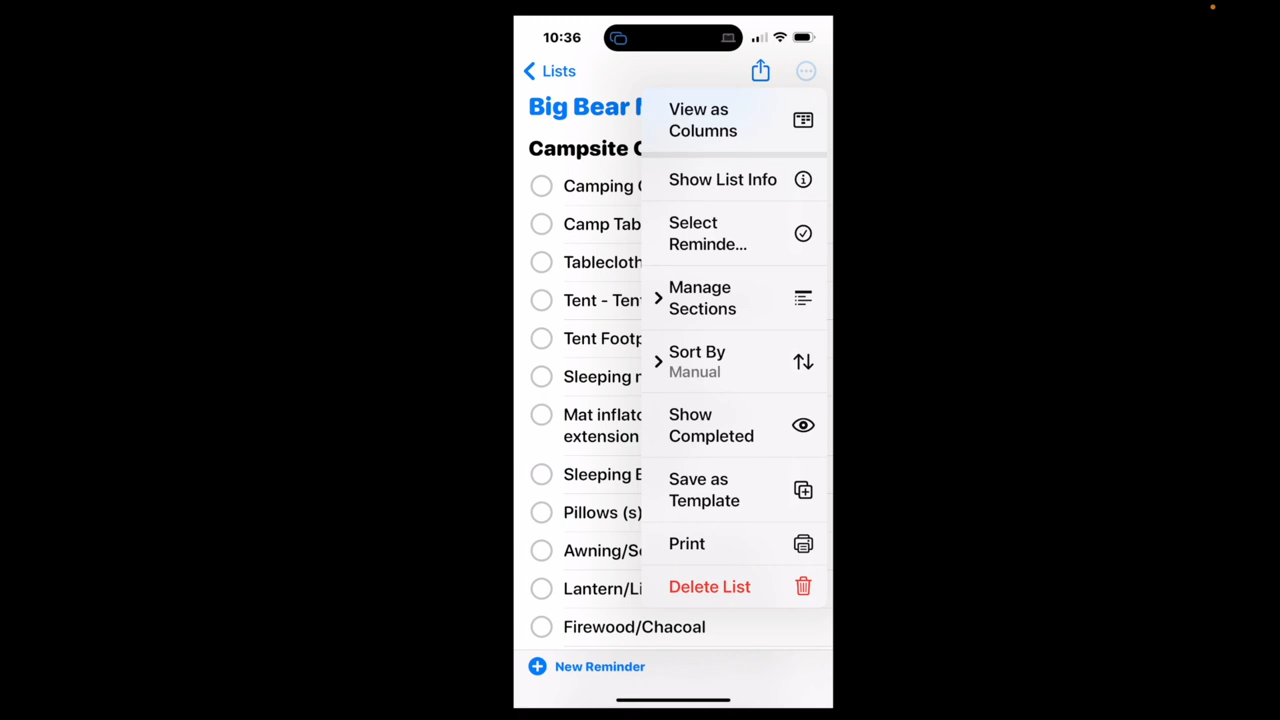 10:36
Lists
Big Bear
View as
Columns
Campsite
Show List Info
Camping
Select
Reminde...
Camp Tab
Tablecloth
Manage
Sections
Tent - Ten
Tent Footp
Sort By
Manual
Sleeping
Mat inflato
extension
Show
Completed
Sleeping
Save as
Template
Pillows (s)
Awning/S
Print
Lantern/Li
Delete List
Firewood/Chacoal
New Reminder